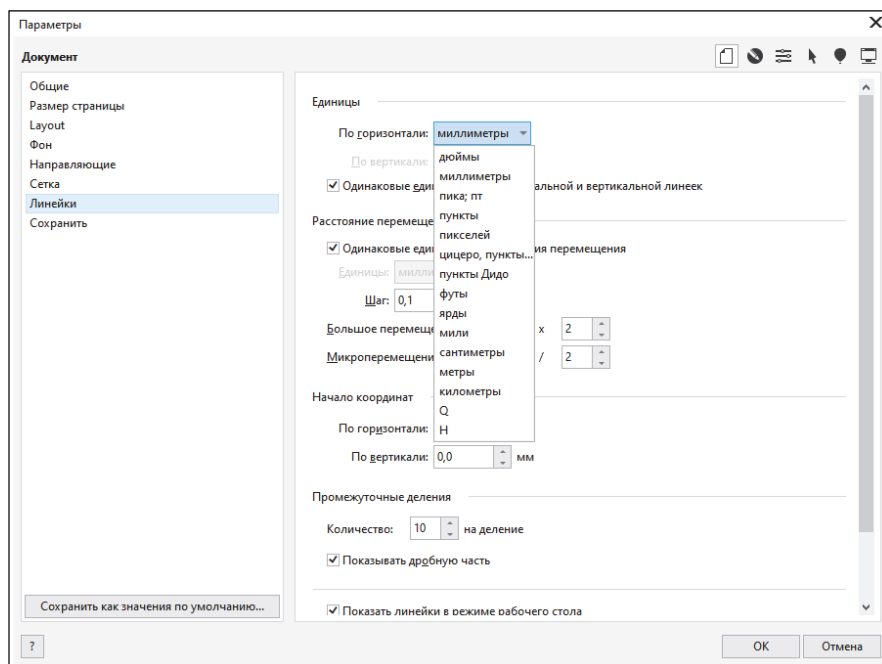 Параметры
Документ
Общие
Размер страницы
Layout
Фон
Направляющие
Сетка
Линейки
Сохранить
Сохранить как значения по умолчанию...
Единицы
По горизонтали: миллиметры
дюймы
По вертикали:
миллиметры
Одинаковые еди альной и вертикальной линеек
пика; пт
пункты
Расстояние перемеще
пикселей
Одинаковые еди ия перемещения
цицеро, пункты...
Единицы: милли
пункты Дидо
футы
Шаг: 0,1
ярды
Большое перемеще x 2
мили
сантиметры
Микроперемещени / 2
метры
километры
Начало координат
Q
По горизонтали:
H
По вертикали: 0,0 мм
Промежуточные деления
Количество: 10 на деление
Показывать дробную часть
Показать линейки в режиме рабочего стола
?
OK
Отмена